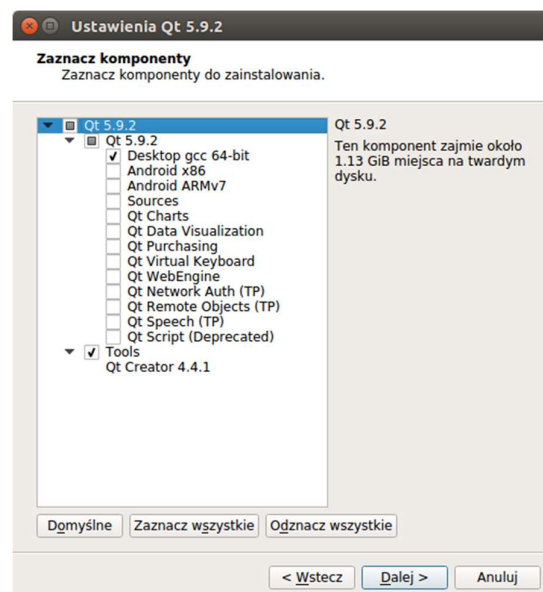 Ustawienia Qt 5.9.2
Zaznacz komponenty
Zaznacz komponenty do zainstalowania.
Qt 5.9.2
Qt 5.9.2
Desktop gcc 64-bit
Android x86
Android ARMv7
Sources
Qt Charts
Qt Data Visualization
Qt Purchasing
Qt Virtual Keyboard
Qt WebEngine
Qt Network Auth (TP)
Qt Remote Objects (TP)
Qt Speech (TP)
Qt Script (Deprecated)
Tools
Qt Creator 4.4.1
Qt 5.9.2
Ten komponent zajmie około
1.13 GiB miejsca na twardym
dysku.
Domyślne Zaznacz wszystkie Odznacz wszystkie
< Wstecz Dalej > Anuluj